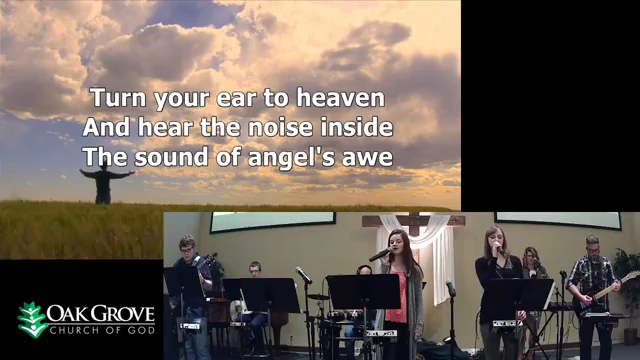 Turn your ear to heaven
And hear the noise inside
The sound of angel's awe
OAK GROVE
CHURCH OF GOD